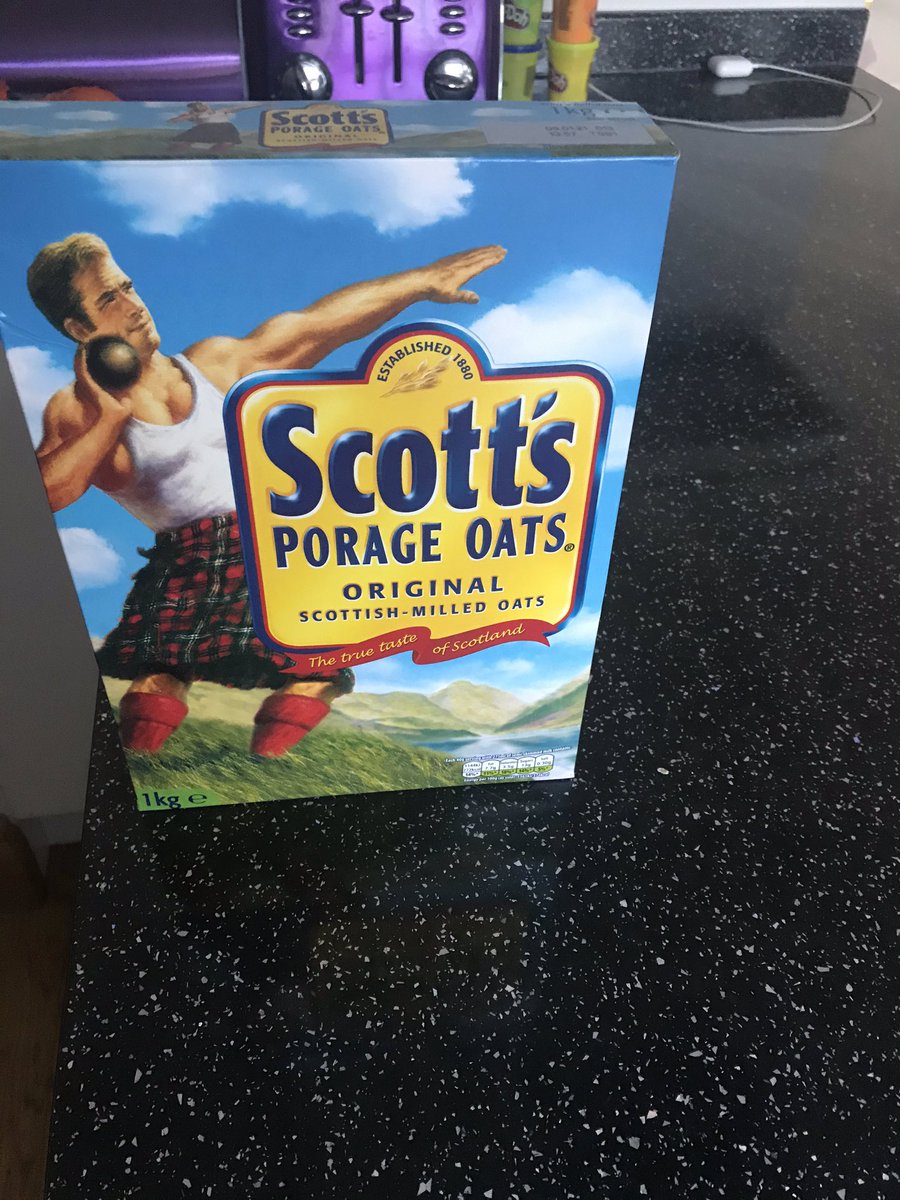 Scott's
PORAGE OATS
ORIGINAL
ESTABLISHED 1880
Scott's
PORAGE OATS®
ORIGINAL
SCOTTISH-MILLED OATS
The true taste of Scotland
1kg e